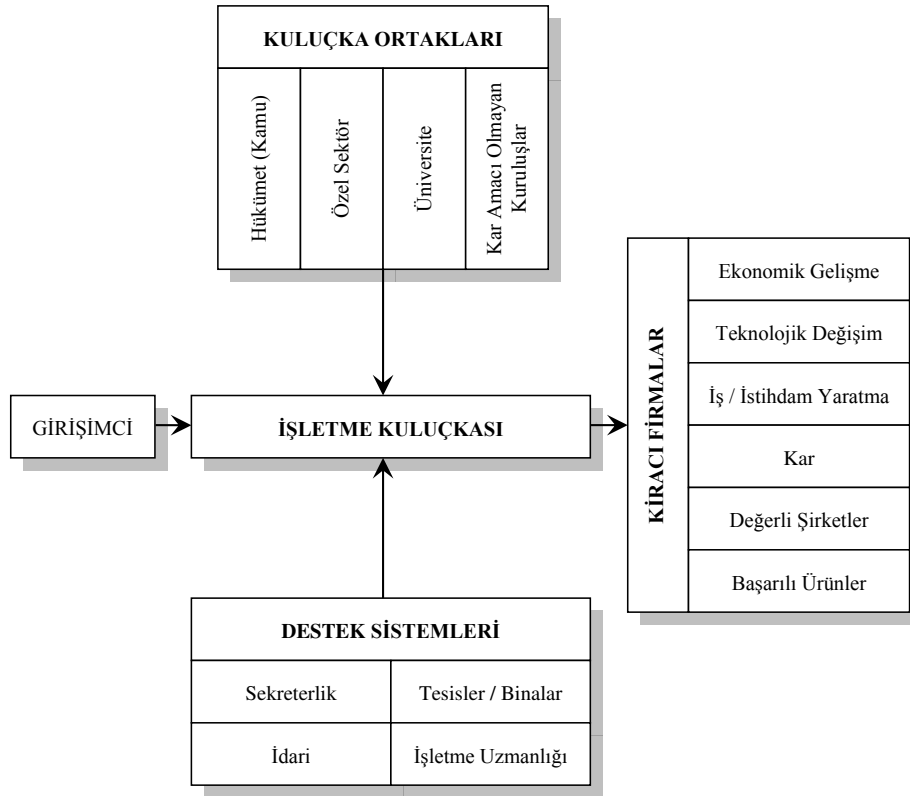 KULUÇKA ORTAKLARI
Hükümet (Kamu)
Özel Sektör
Üniversite
Kar Amacı Olmayan
Kuruluşlar
GİRİŞİMCİ
İŞLETME KULUÇKASI
KİRACI FİRMALAR
Ekonomik Gelişme
Teknolojik Değişim
İş / İstihdam Yaratma
Kar
Değerli Şirketler
Başarılı Ürünler
DESTEK SİSTEMLERİ
Sekreterlik
Tesisler / Binalar
İdari
İşletme Uzmanlığı